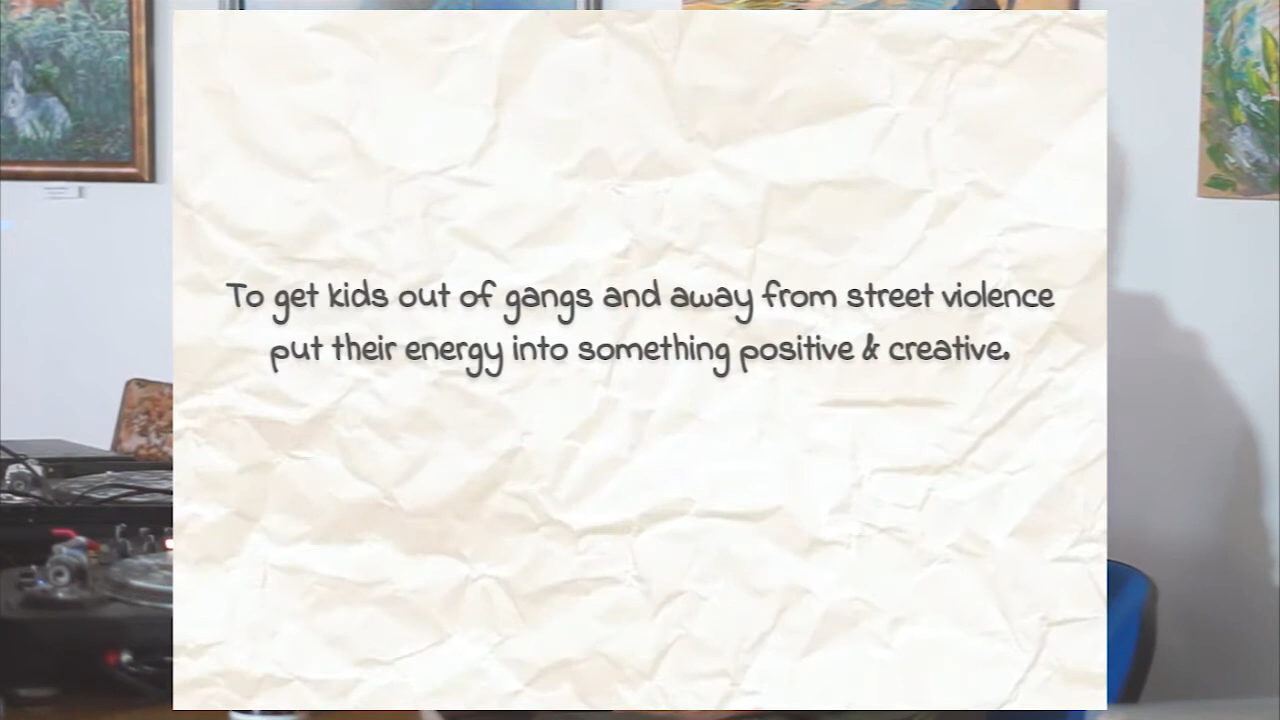 To get kids out of gangs and away from street violence
put their energy into something positive & creative.